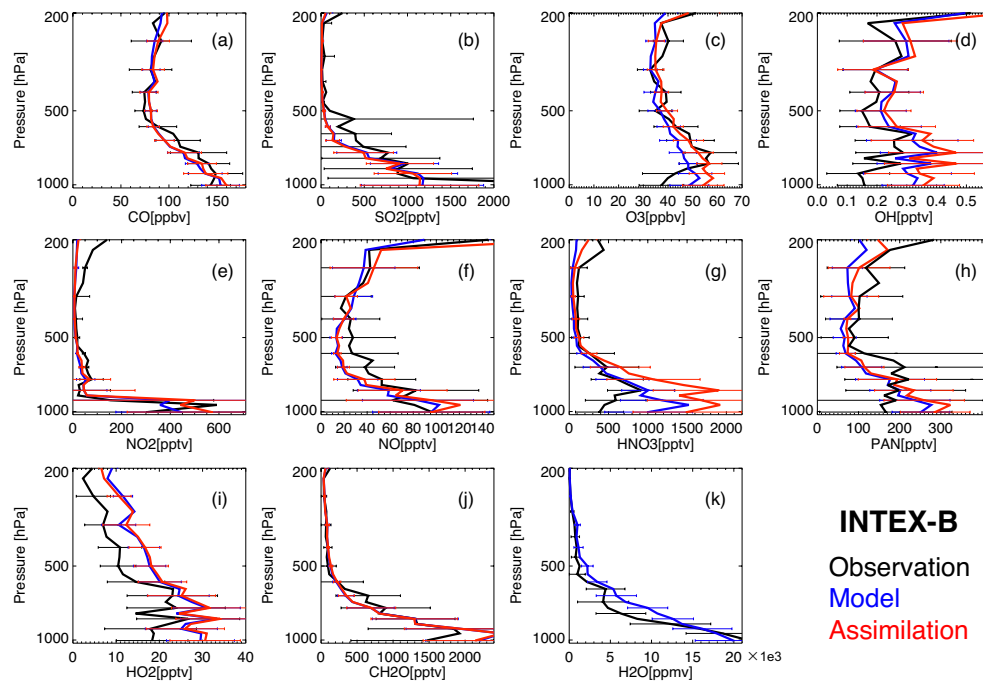 200
500
1000
Pressure [hPa]
(a)
0 50 100 150
CO[ppbv]
200
500
1000
Pressure [hPa]
(b)
0 500 1000 1500 2000
SO2[pptv]
200
500
1000
Pressure [hPa]
(c)
0 10 20 30 40 50 60 70
O3[ppbv]
200
500
1000
Pressure [hPa]
(d)
0.0 0.1 0.2 0.3 0.4 0.5
OH[pptv]
200
500
1000
Pressure [hPa]
(e)
0 200 400 600
NO2[pptv]
200
500
1000
Pressure [hPa]
(f)
0 20 40 60 80 100 120 14
NO[pptv]
200
500
1000
Pressure [hPa]
(g)
0 500 1000 1500 2000
HNO3[pptv]
200
500
1000
Pressure [hPa]
(h)
0 100 200 300
PAN[pptv]
200
500
1000
Pressure [hPa]
(i)
0 10 20 30 40
HO2[pptv]
200
500
1000
Pressure [hPa]
(j)
0 500 1000 1500 2000
CH2O[pptv]
200
500
1000
Pressure [hPa]
(k)
0 5 10 15 20 ×1e3
H2O[ppmv]
INTEX-B
Observation
Model
Assimilation